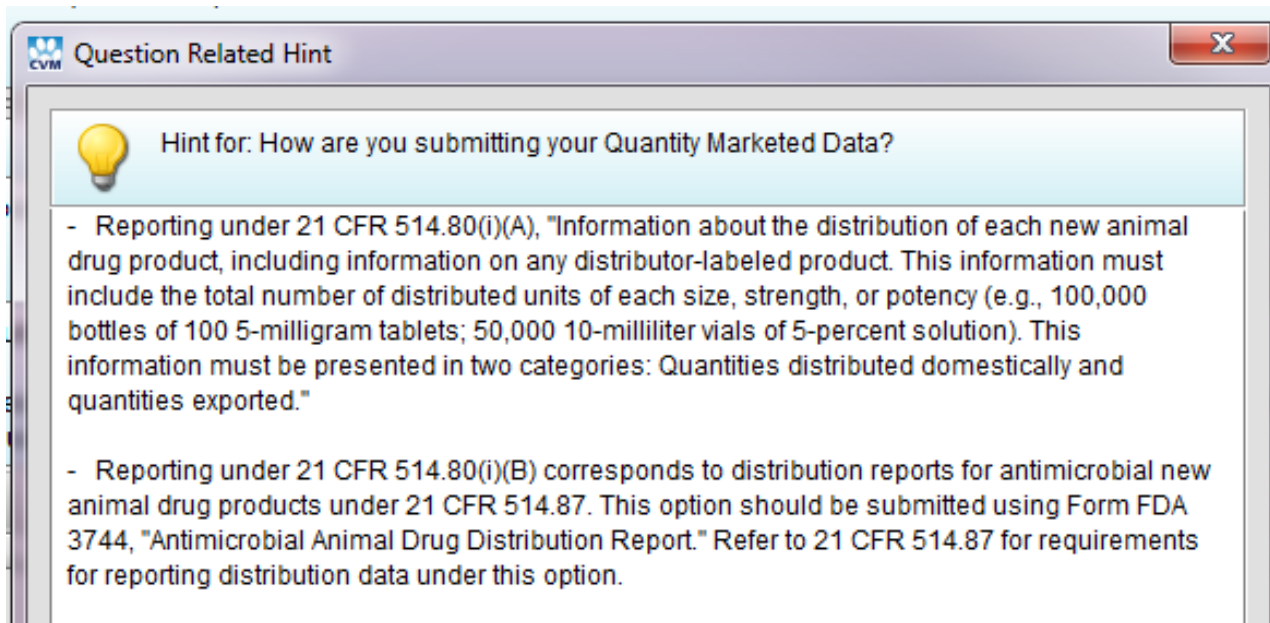 CVM Question Related Hint
Hint for: How are you submitting your Quantity Marketed Data?
- Reporting under 21 CFR 514.80(i)(A), "Information about the distribution of each new animal
drug product, including information on any distributor-labeled product. This information must
include the total number of distributed units of each size, strength, or potency (e.g., 100,000
bottles of 100 5-milligram tablets; 50,000 10-milliliter vials of 5-percent solution). This
information must be presented in two categories: Quantities distributed domestically and
quantities exported."
- Reporting under 21 CFR 514.80(i)(B) corresponds to distribution reports for antimicrobial new
animal drug products under 21 CFR 514.87. This option should be submitted using Form FDA
3744, "Antimicrobial Animal Drug Distribution Report." Refer to 21 CFR 514.87 for requirements
for reporting distribution data under this option.